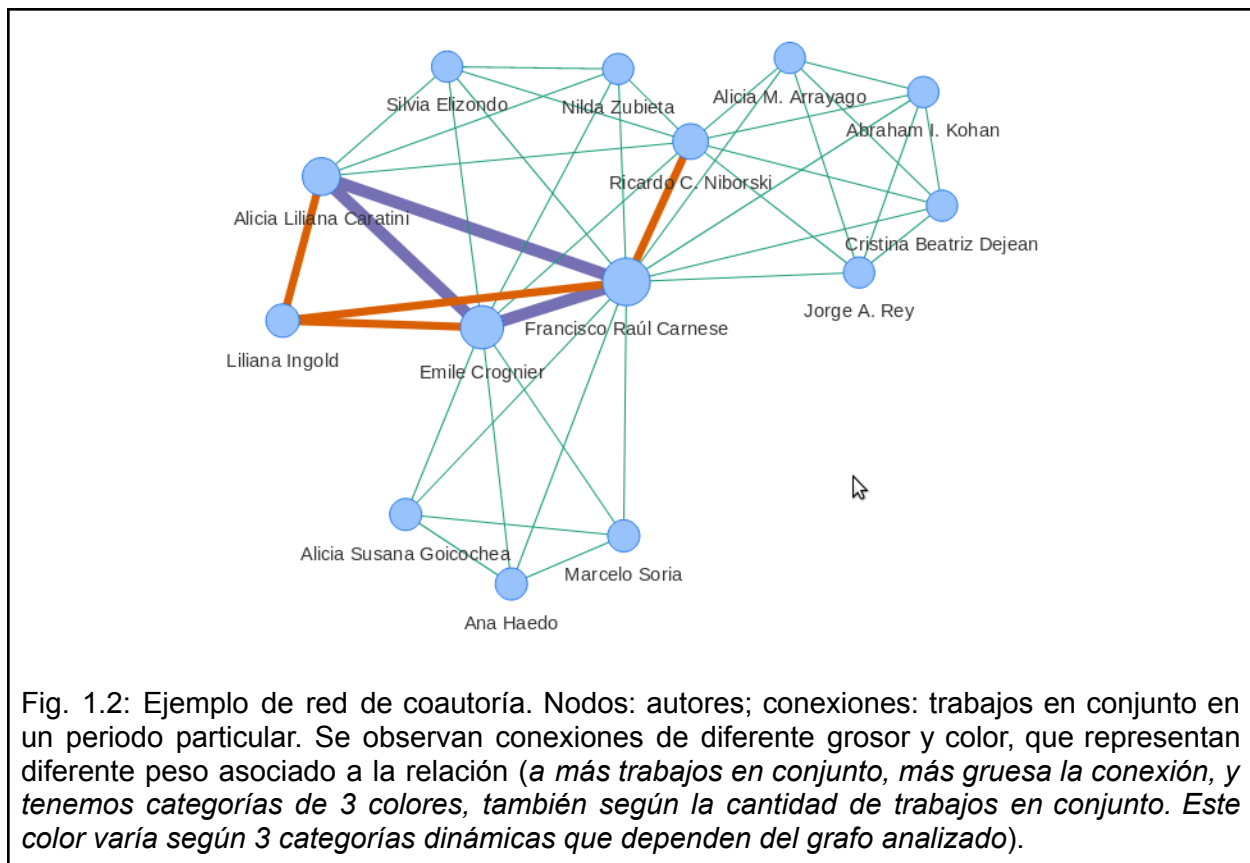 Silvia Elizondo
Nilda Zubieta
Alicia M. Arrayago
Abraham I. Kohan
Ricardo C. Niborski
Alicia Liliana Caratini
Cristina Beatriz Dejean
Jorge A. Rey
Francisco Raúl Carnese
Liliana Ingold
Emile Crognier
Alicia Susana Goicochea
Marcelo Soria
Ana Haedo
Fig. 1.2: Ejemplo de red de coautoría. Nodos: autores; conexiones: trabajos en conjunto en
un periodo particular. Se observan conexiones de diferente grosor y color, que representan
diferente peso asociado a la relación (a más trabajos en conjunto, más gruesa la conexión, y
tenemos categorías de 3 colores, también según la cantidad de trabajos en conjunto. Este
color varía según 3 categorías dinámicas que dependen del grafo analizado).